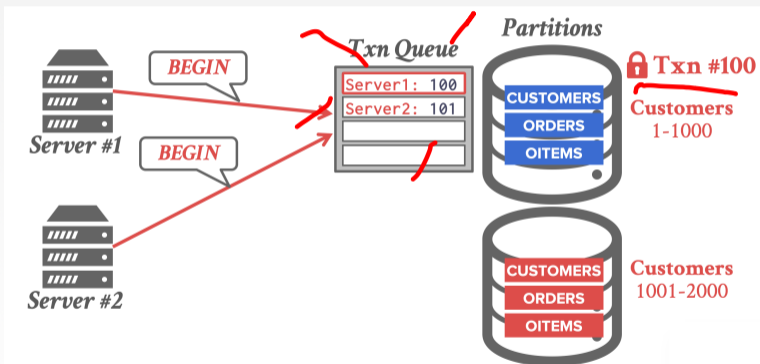 Partitions
Txn Queue
BEGIN
Server1: 100
Server2: 101
Txn #100
CUSTOMERS
ORDERS
OITEMS
Customers
1-1000
Server #1
BEGIN
Server #2
CUSTOMERS
ORDERS
OITEMS
Customers
1001-2000